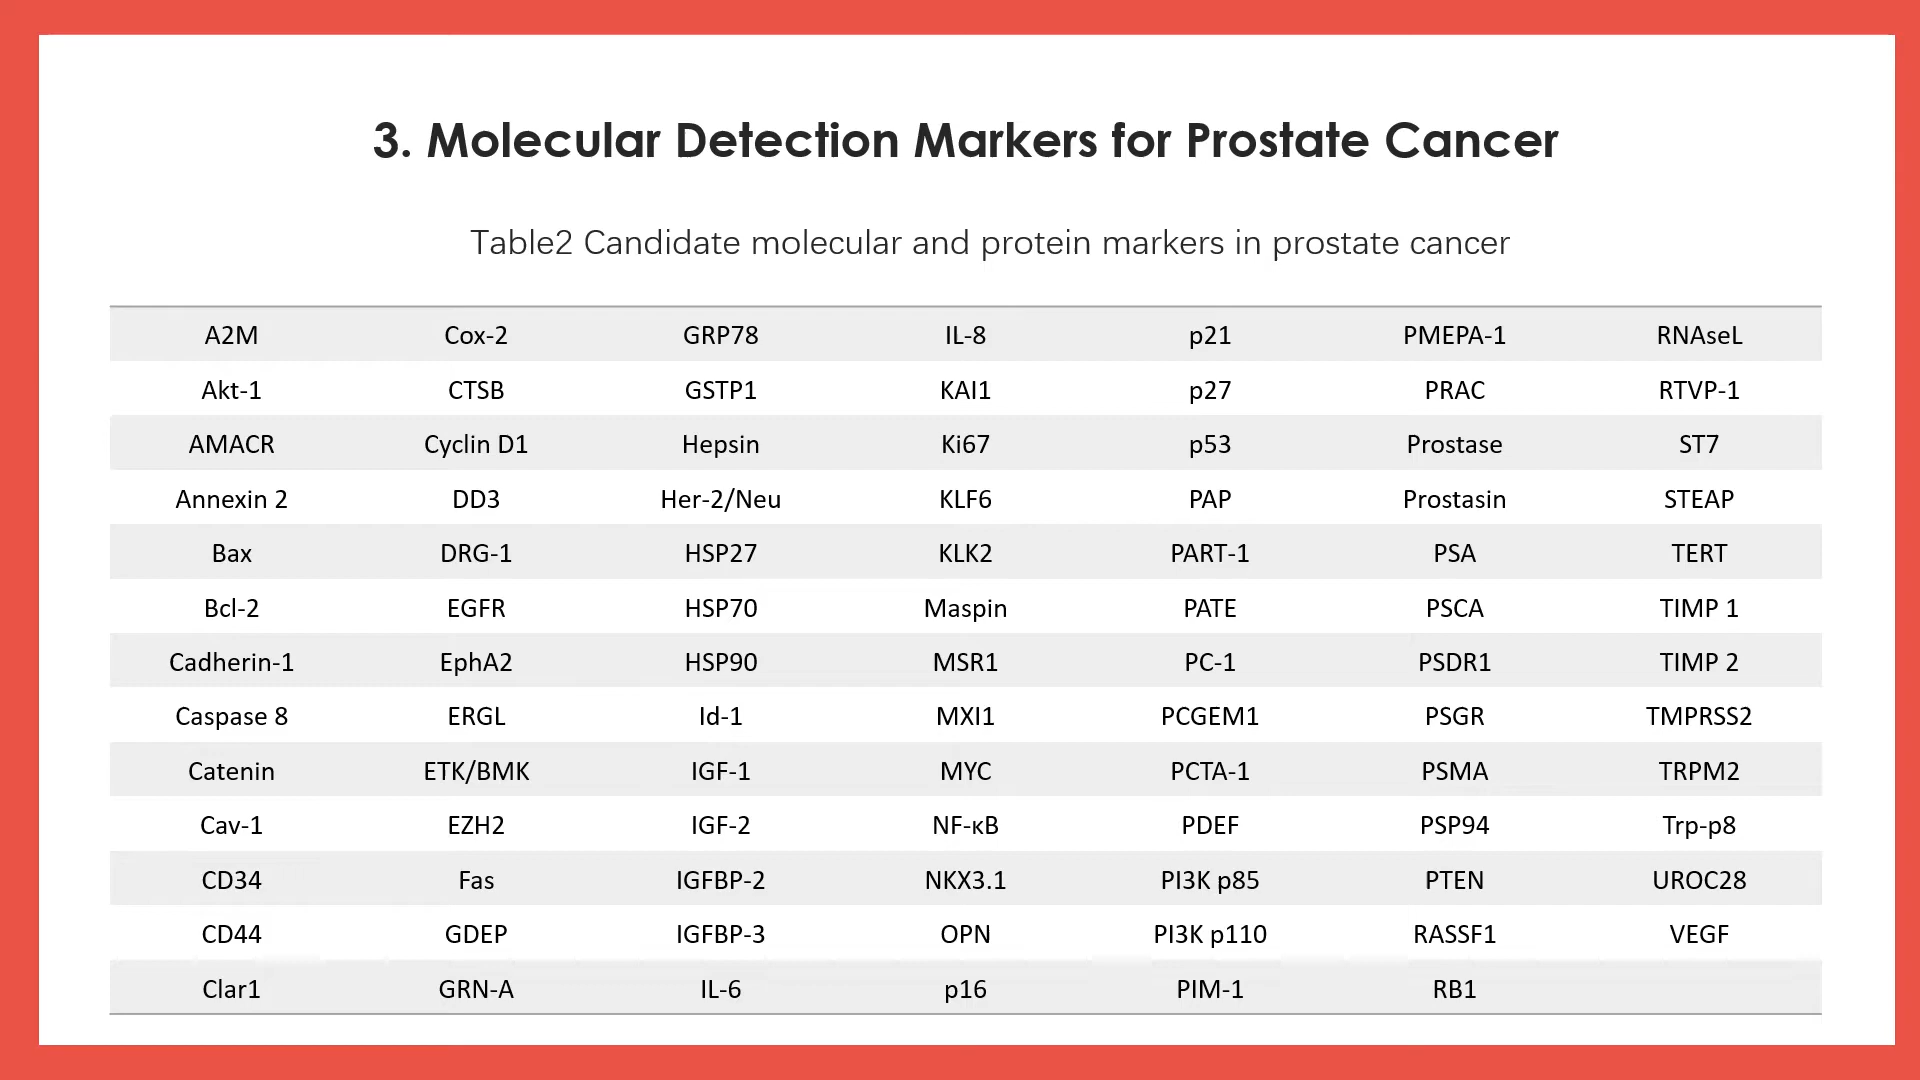 3. Molecular Detection Markers for Prostate Cancer
Table2 Candidate molecular and protein markers in prostate cancer
A2M Cox-2 GRP78 IL-8 p21 PMEPA-1 RNAseL
Akt-1 CTSB GSTP1 KAI1 p27 PRAC RTVP-1
AMACR Cyclin D1 Hepsin Ki67 p53 Prostase ST7
Annexin 2 DD3 Her-2/Neu KLF6 PAP Prostasin STEAP
Bax DRG-1 HSP27 KLK2 PART-1 PSA TERT
Bcl-2 EGFR HSP70 Maspin PATE PSCA TIMP 1
Cadherin-1 EphA2 HSP90 MSR1 PC-1 PSDR1 TIMP 2
Caspase 8 ERGL Id-1 MXI1 PCGEM1 PSGR TMPRSS2
Catenin ETK/BMK IGF-1 MYC PCTA-1 PSMA TRPM2
Cav-1 EZH2 IGF-2 NF-κB PDEF PSP94 Trp-p8
CD34 Fas IGFBP-2 NKX3.1 PI3K p85 PTEN UROC28
CD44 GDEP IGFBP-3 OPN PI3K p110 RASSF1 VEGF
Clar1 GRN-A IL-6 p16 PIM-1 RB1